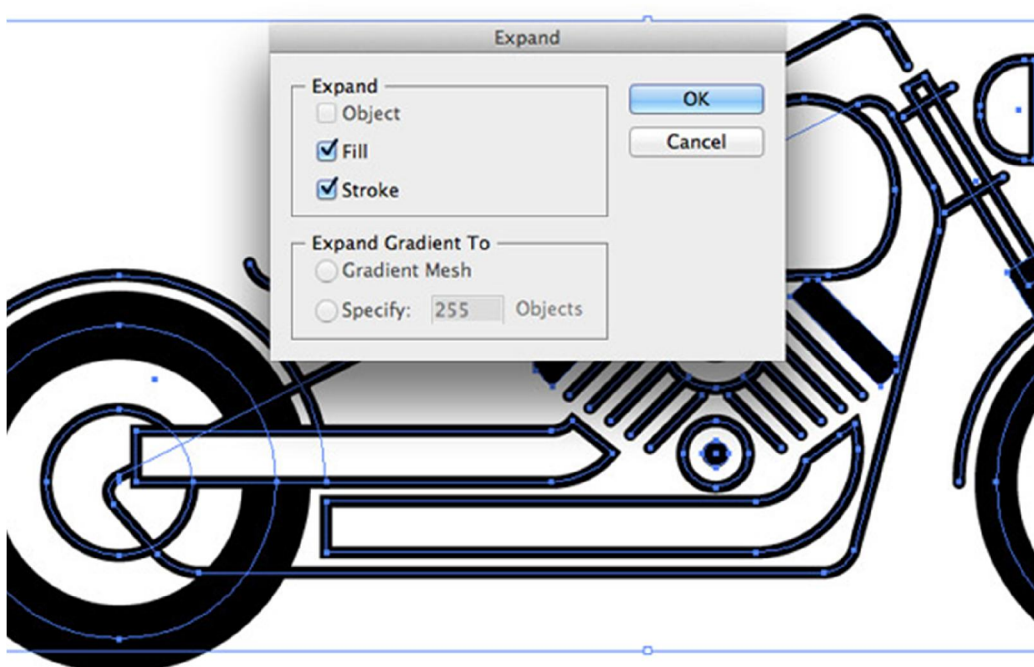 Expand
Expand
Object
Fill
Stroke
OK
Cancel
Expand Gradient To
Gradient Mesh
Specify: 255 Objects